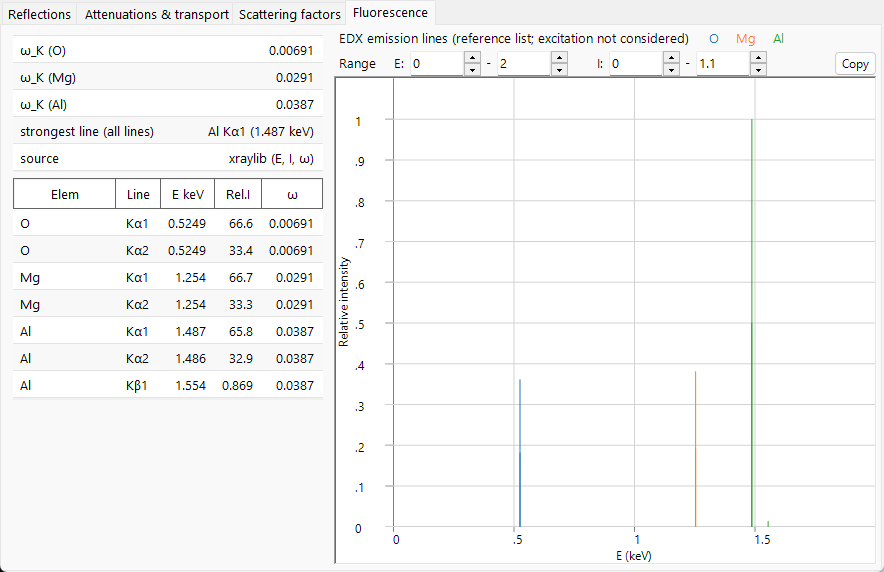 Reflections Attenuations & transport Scattering factors Fluorescence
ω_K (O) 0.00691
ω_K (Mg) 0.0291
ω_K (Al) 0.0387
strongest line (all lines) Al Kα1 (1.487 keV)
source xraylib (E, I, ω)
Elem Line E keV Rel.I ω
O Kα1 0.5249 66.6 0.00691
O Kα2 0.5249 33.4 0.00691
Mg Kα1 1.254 66.7 0.0291
Mg Kα2 1.254 33.3 0.0291
Al Kα1 1.487 65.8 0.0387
Al Kα2 1.486 32.9 0.0387
Al Kβ1 1.554 0.869 0.0387
EDX emission lines (reference list; excitation not considered) O Mg Al
Range E: 0 - 2 I: 0 - 1.1 Copy
Relative intensity
1
.9
.8
.7
.6
.5
.4
.3
.2
.1
0
0 .5 1 1.5
E (keV)